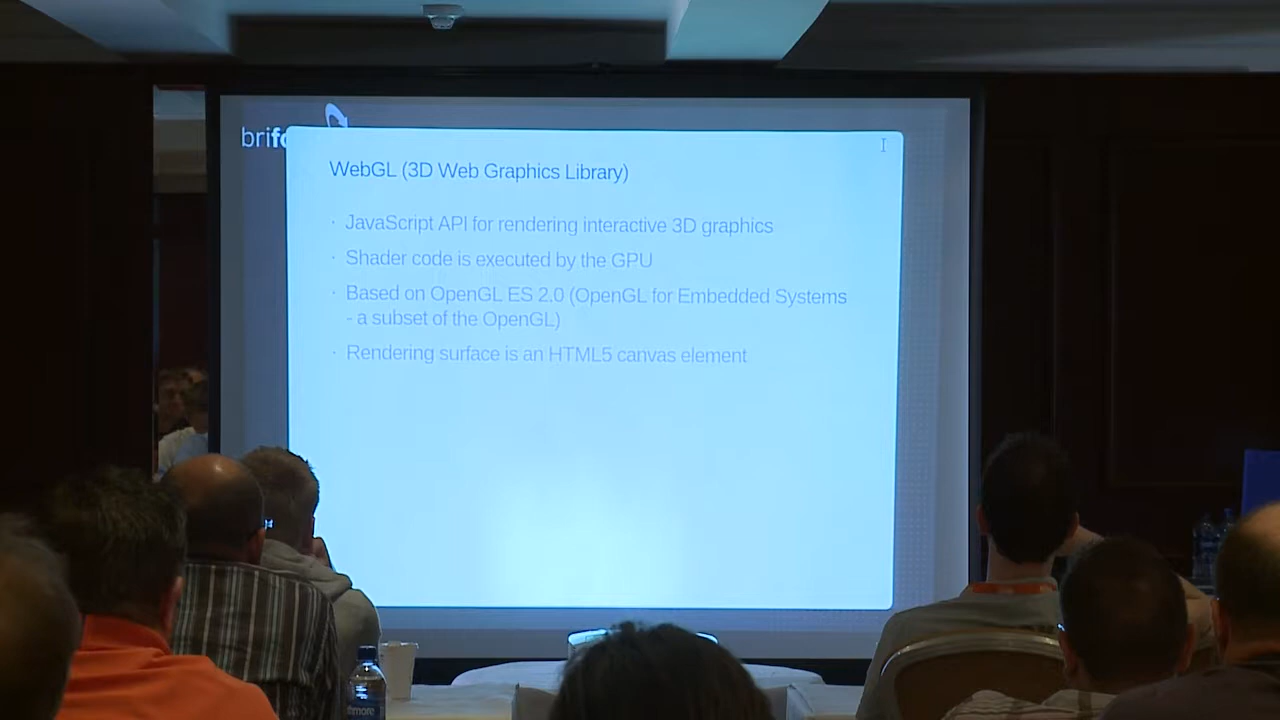 brifo
WebGL (3D Web Graphics Library)
· JavaScript API for rendering interactive 3D graphics
· Shader code is executed by the GPU
· Based on OpenGL ES 2.0 (OpenGL for Embedded Systems
- a subset of the OpenGL)
· Rendering surface is an HTML5 canvas element